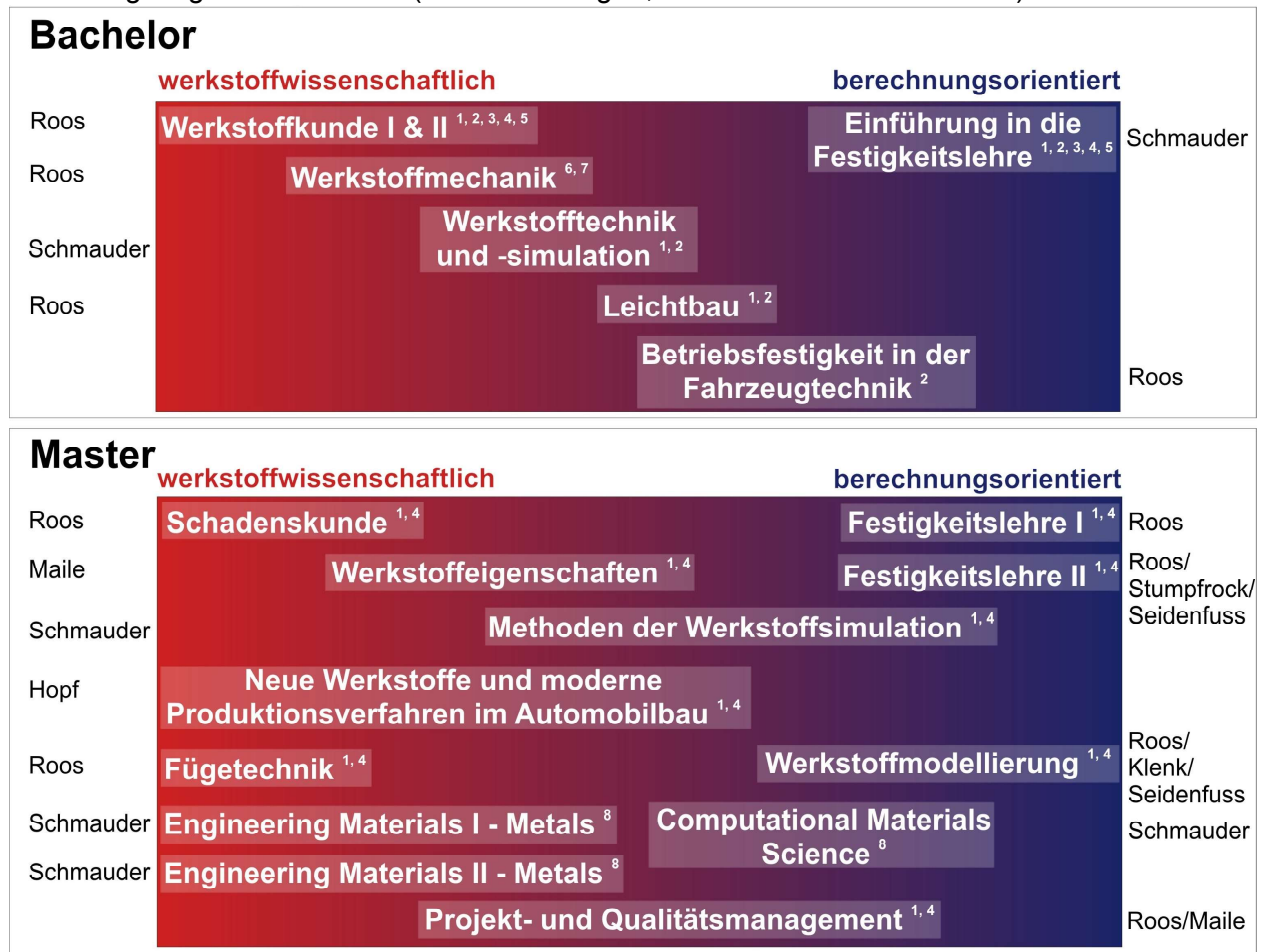 Bachelor
werkstoffwissenschaftlich berechnungsorientiert
Roos Werkstoffkunde I & II 1, 2, 3, 4, 5 Einführung in die
Festigkeitslehre 1, 2, 3, 4, 5 Schmauder
Roos Werkstoffmechanik 6, 7
Schmauder Werkstofftechnik
und -simulation 1, 2
Roos Leichtbau 1, 2
Betriebsfestigkeit in der
Fahrzeugtechnik 2 Roos
Master
werkstoffwissenschaftlich berechnungsorientiert
Roos Schadenskunde 1, 4 Festigkeitslehre I 1, 4 Roos
Maile Werkstoffeigenschaften 1, 4 Festigkeitslehre II 1, 4 Roos/
Stumpfrock/
Seidenfuss
Schmauder Methoden der Werkstoffsimulation 1, 4
Hopf Neue Werkstoffe und moderne
Produktionsverfahren im Automobilbau 1, 4
Roos Fügetechnik 1, 4 Werkstoffmodellierung 1, 4 Roos/
Klenk/
Seidenfuss
Schmauder Engineering Materials I - Metals 8 Computational Materials
Science 8 Schmauder
Schmauder Engineering Materials II - Metals 8
Projekt- und Qualitätsmanagement 1, 4 Roos/Maile